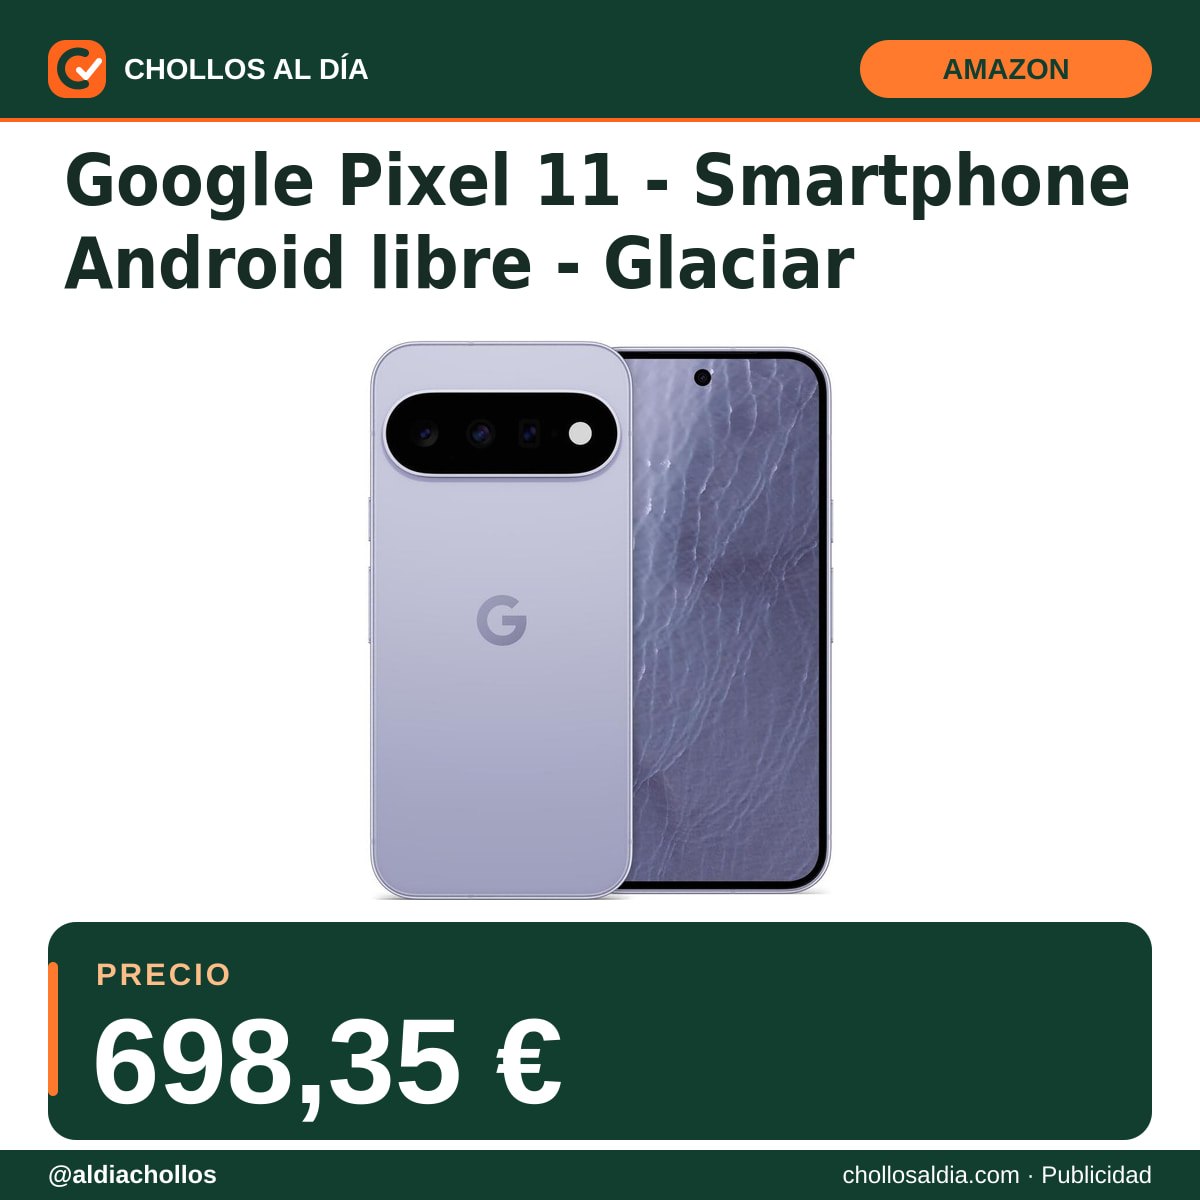 CHOLLOS AL DÍA
AMAZON
Google Pixel 11 - Smartphone
Android libre - Glaciar
G
PRECIO
698,35 €
@aldiachollos
chollosaldia.com · Publicidad